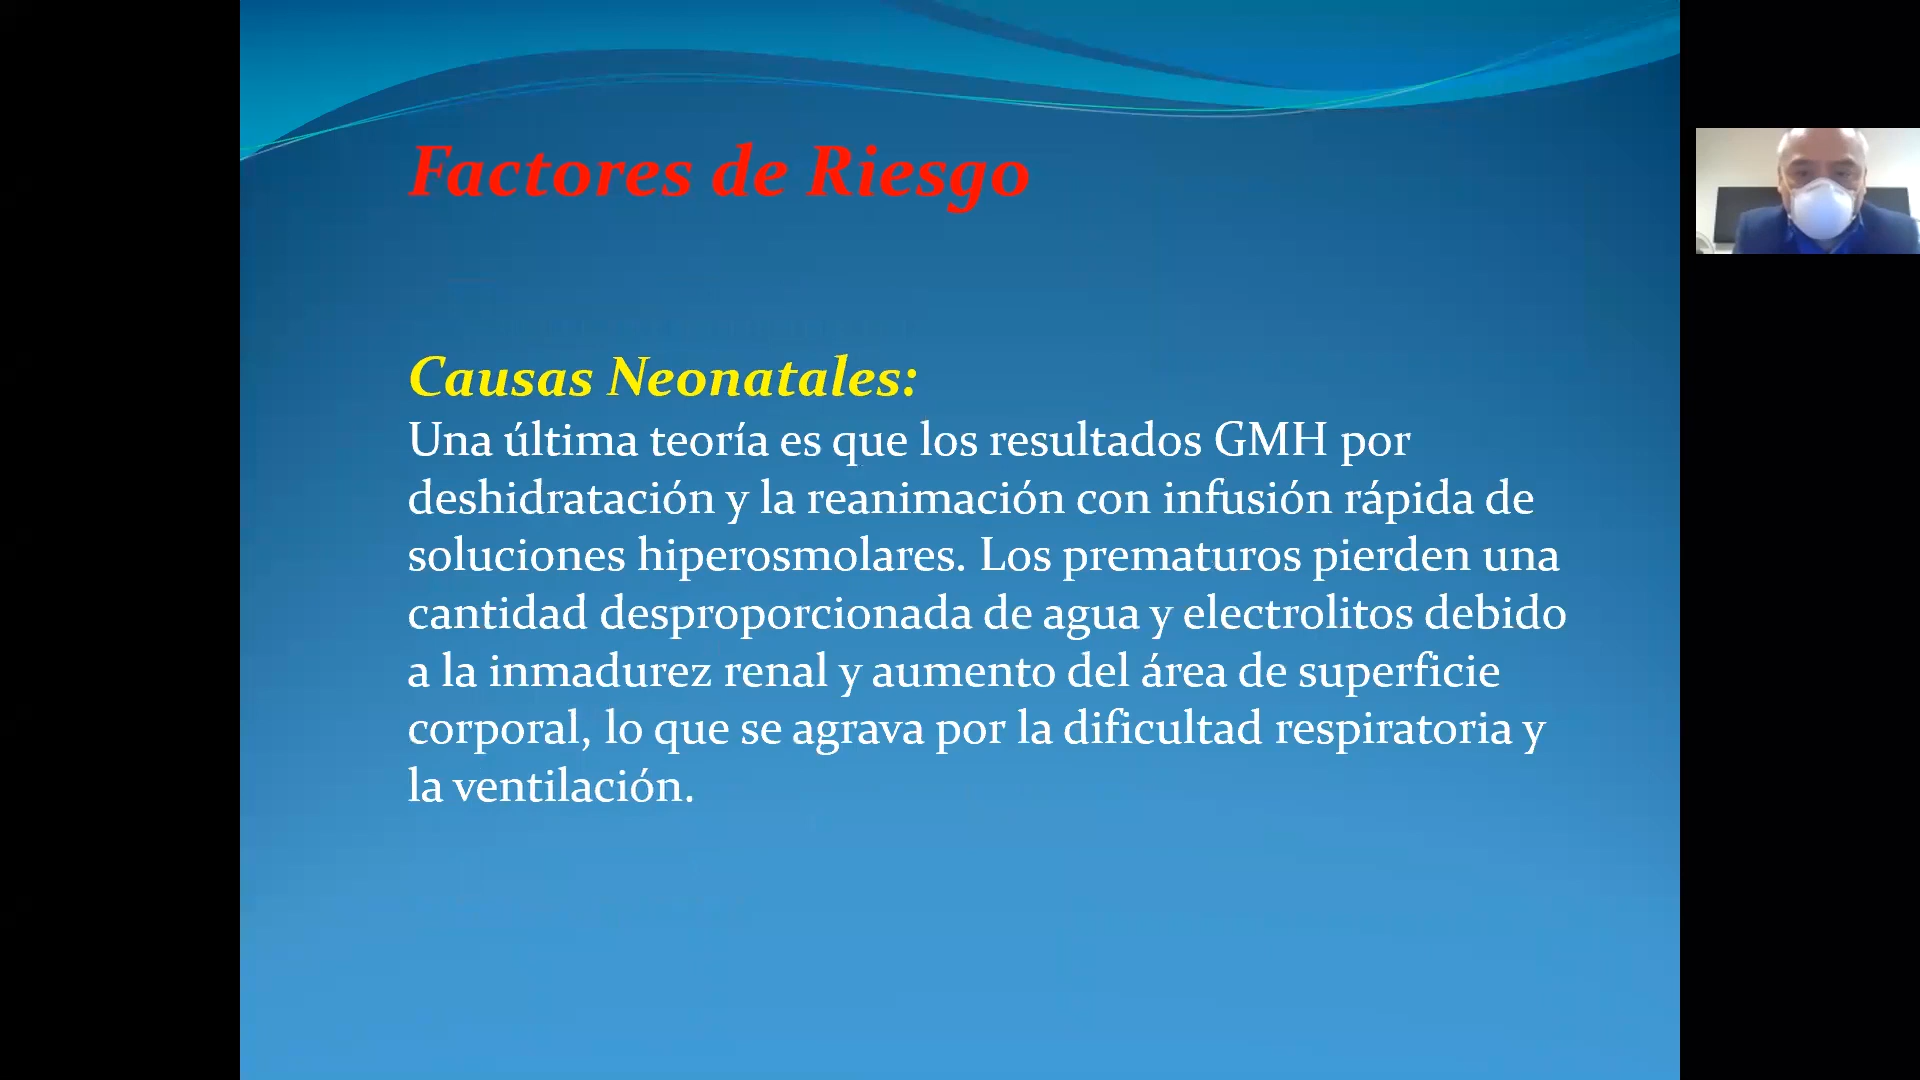 Factores de Riesgo
Causas Neonatales:
Una última teoría es que los resultados GMH por
deshidratación y la reanimación con infusión rápida de
soluciones hiperosmolares. Los prematuros pierden una
cantidad desproporcionada de agua y electrolitos debido
a la inmadurez renal y aumento del área de superficie
corporal, lo que se agrava por la dificultad respiratoria y
la ventilación.